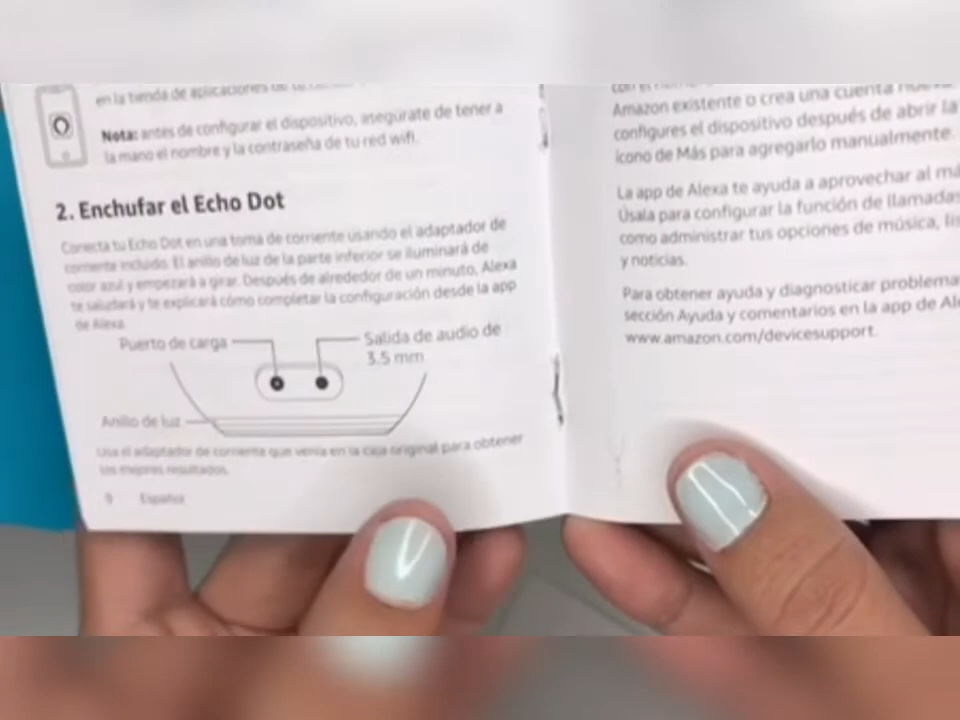 en la tienda de aplicaciones de
Nota: antes de configurar el dispositivo, asegúrate de tener a
la mano el nombre y la contraseña de tu red wifi.
2. Enchufar el Echo Dot
Conecta tu Echo Dot en una toma de corriente usando el adaptador de
corriente incluido. El anillo de luz de la parte inferior se iluminará de
color azul y empezará a girar. Después de alrededor de un minuto, Alexa
te saludará y te explicará cómo completar la configuración desde la app
de Alexa.
Puerto de carga
Salida de audio de
3.5 mm
Anillo de luz
Usa el adaptador de corriente que venía en la caja original para obtener
los mejores resultados.
9 Español
Amazon existente o crea una cuenta
configures el dispositivo después de abrir la
ícono de Más para agregarlo manualmente.
La app de Alexa te ayuda a aprovechar al
Úsala para configurar la función de llamadas
como administrar tus opciones de música,
y noticias.
Para obtener ayuda y diagnosticar
sección Ayuda y comentarios en la app de
www.amazon.com/devicesupport.